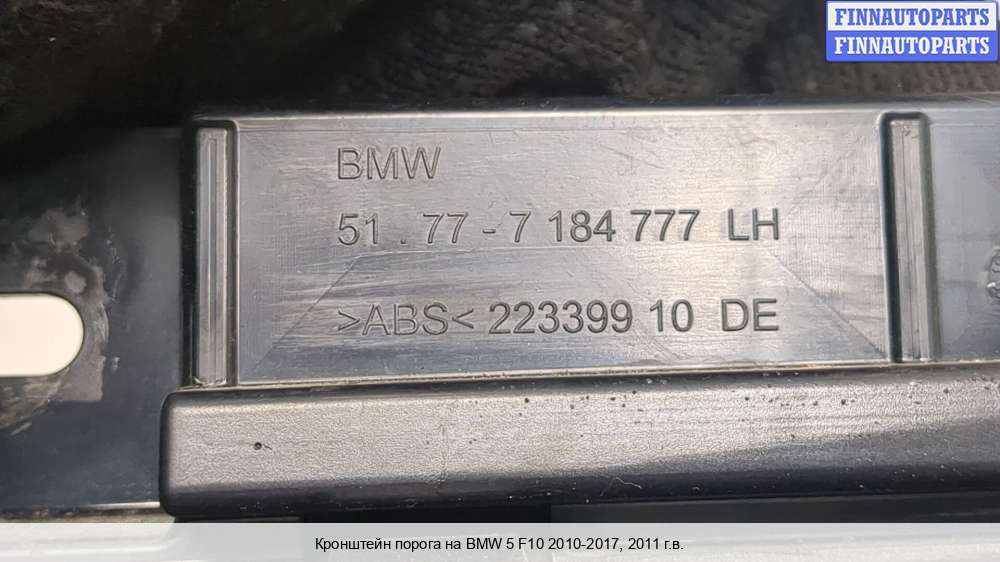 FINNAUTOPARTS
FINNAUTOPARTS
BMW
51 . 77 - 7 184 777 LH
>ABS< 223399 10 DE
Кронштейн порога на BMW 5 F10 2010-2017, 2011 г.в.